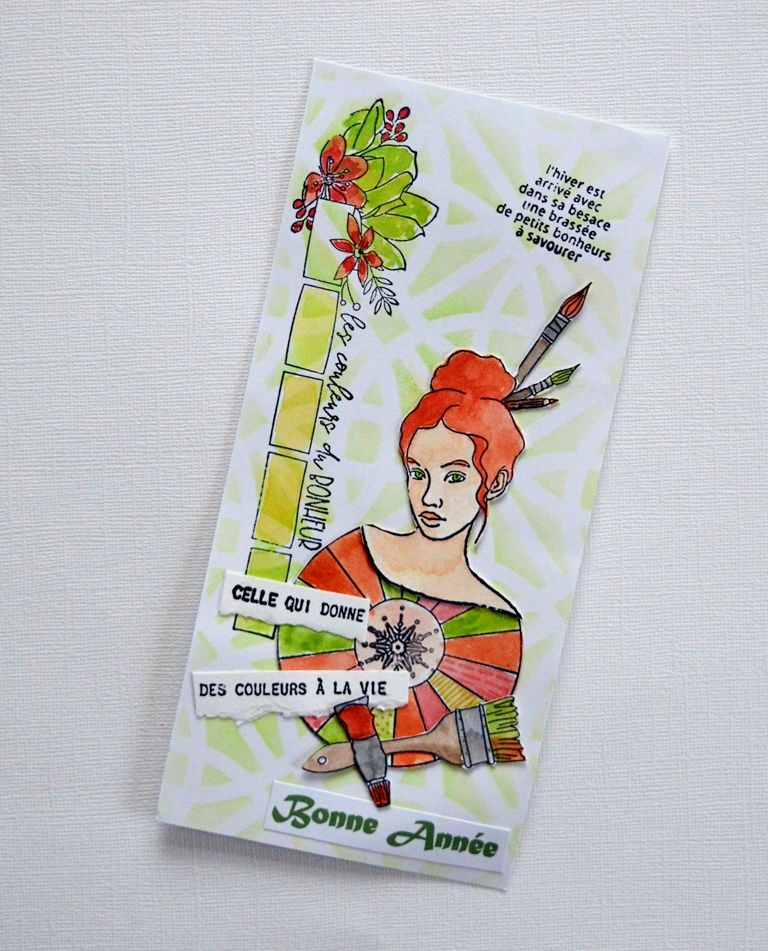 l'hiver est
arrivé avec
dans sa besace
une brassée
de petits bonheurs
à savourer
les couleurs du BONHEUR
CELLE QUI DONNE
DES COULEURS À LA VIE
Bonne Année